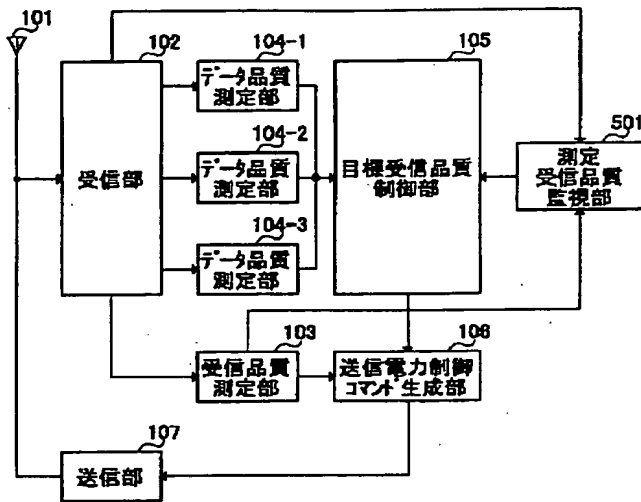 101
102
受信部
104-1
データ品質
測定部
104-2
データ品質
測定部
104-3
データ品質
測定部
105
目標受信品質
制御部
501
測定
受信品質
監視部
103
受信品質
測定部
106
送信電力制御
コマンド生成部
107
送信部